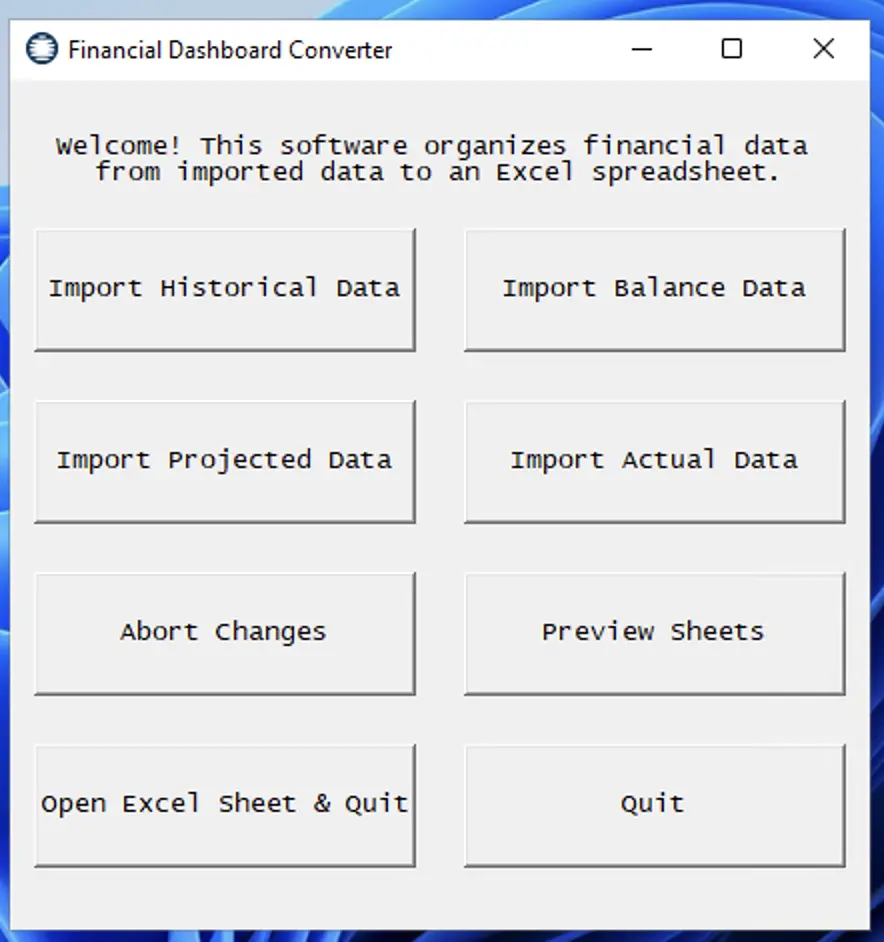 Financial Dashboard Converter
Welcome! This software organizes financial data
from imported data to an Excel spreadsheet.
Import Historical Data
Import Balance Data
Import Projected Data
Import Actual Data
Abort Changes
Preview Sheets
Open Excel Sheet & Quit
Quit